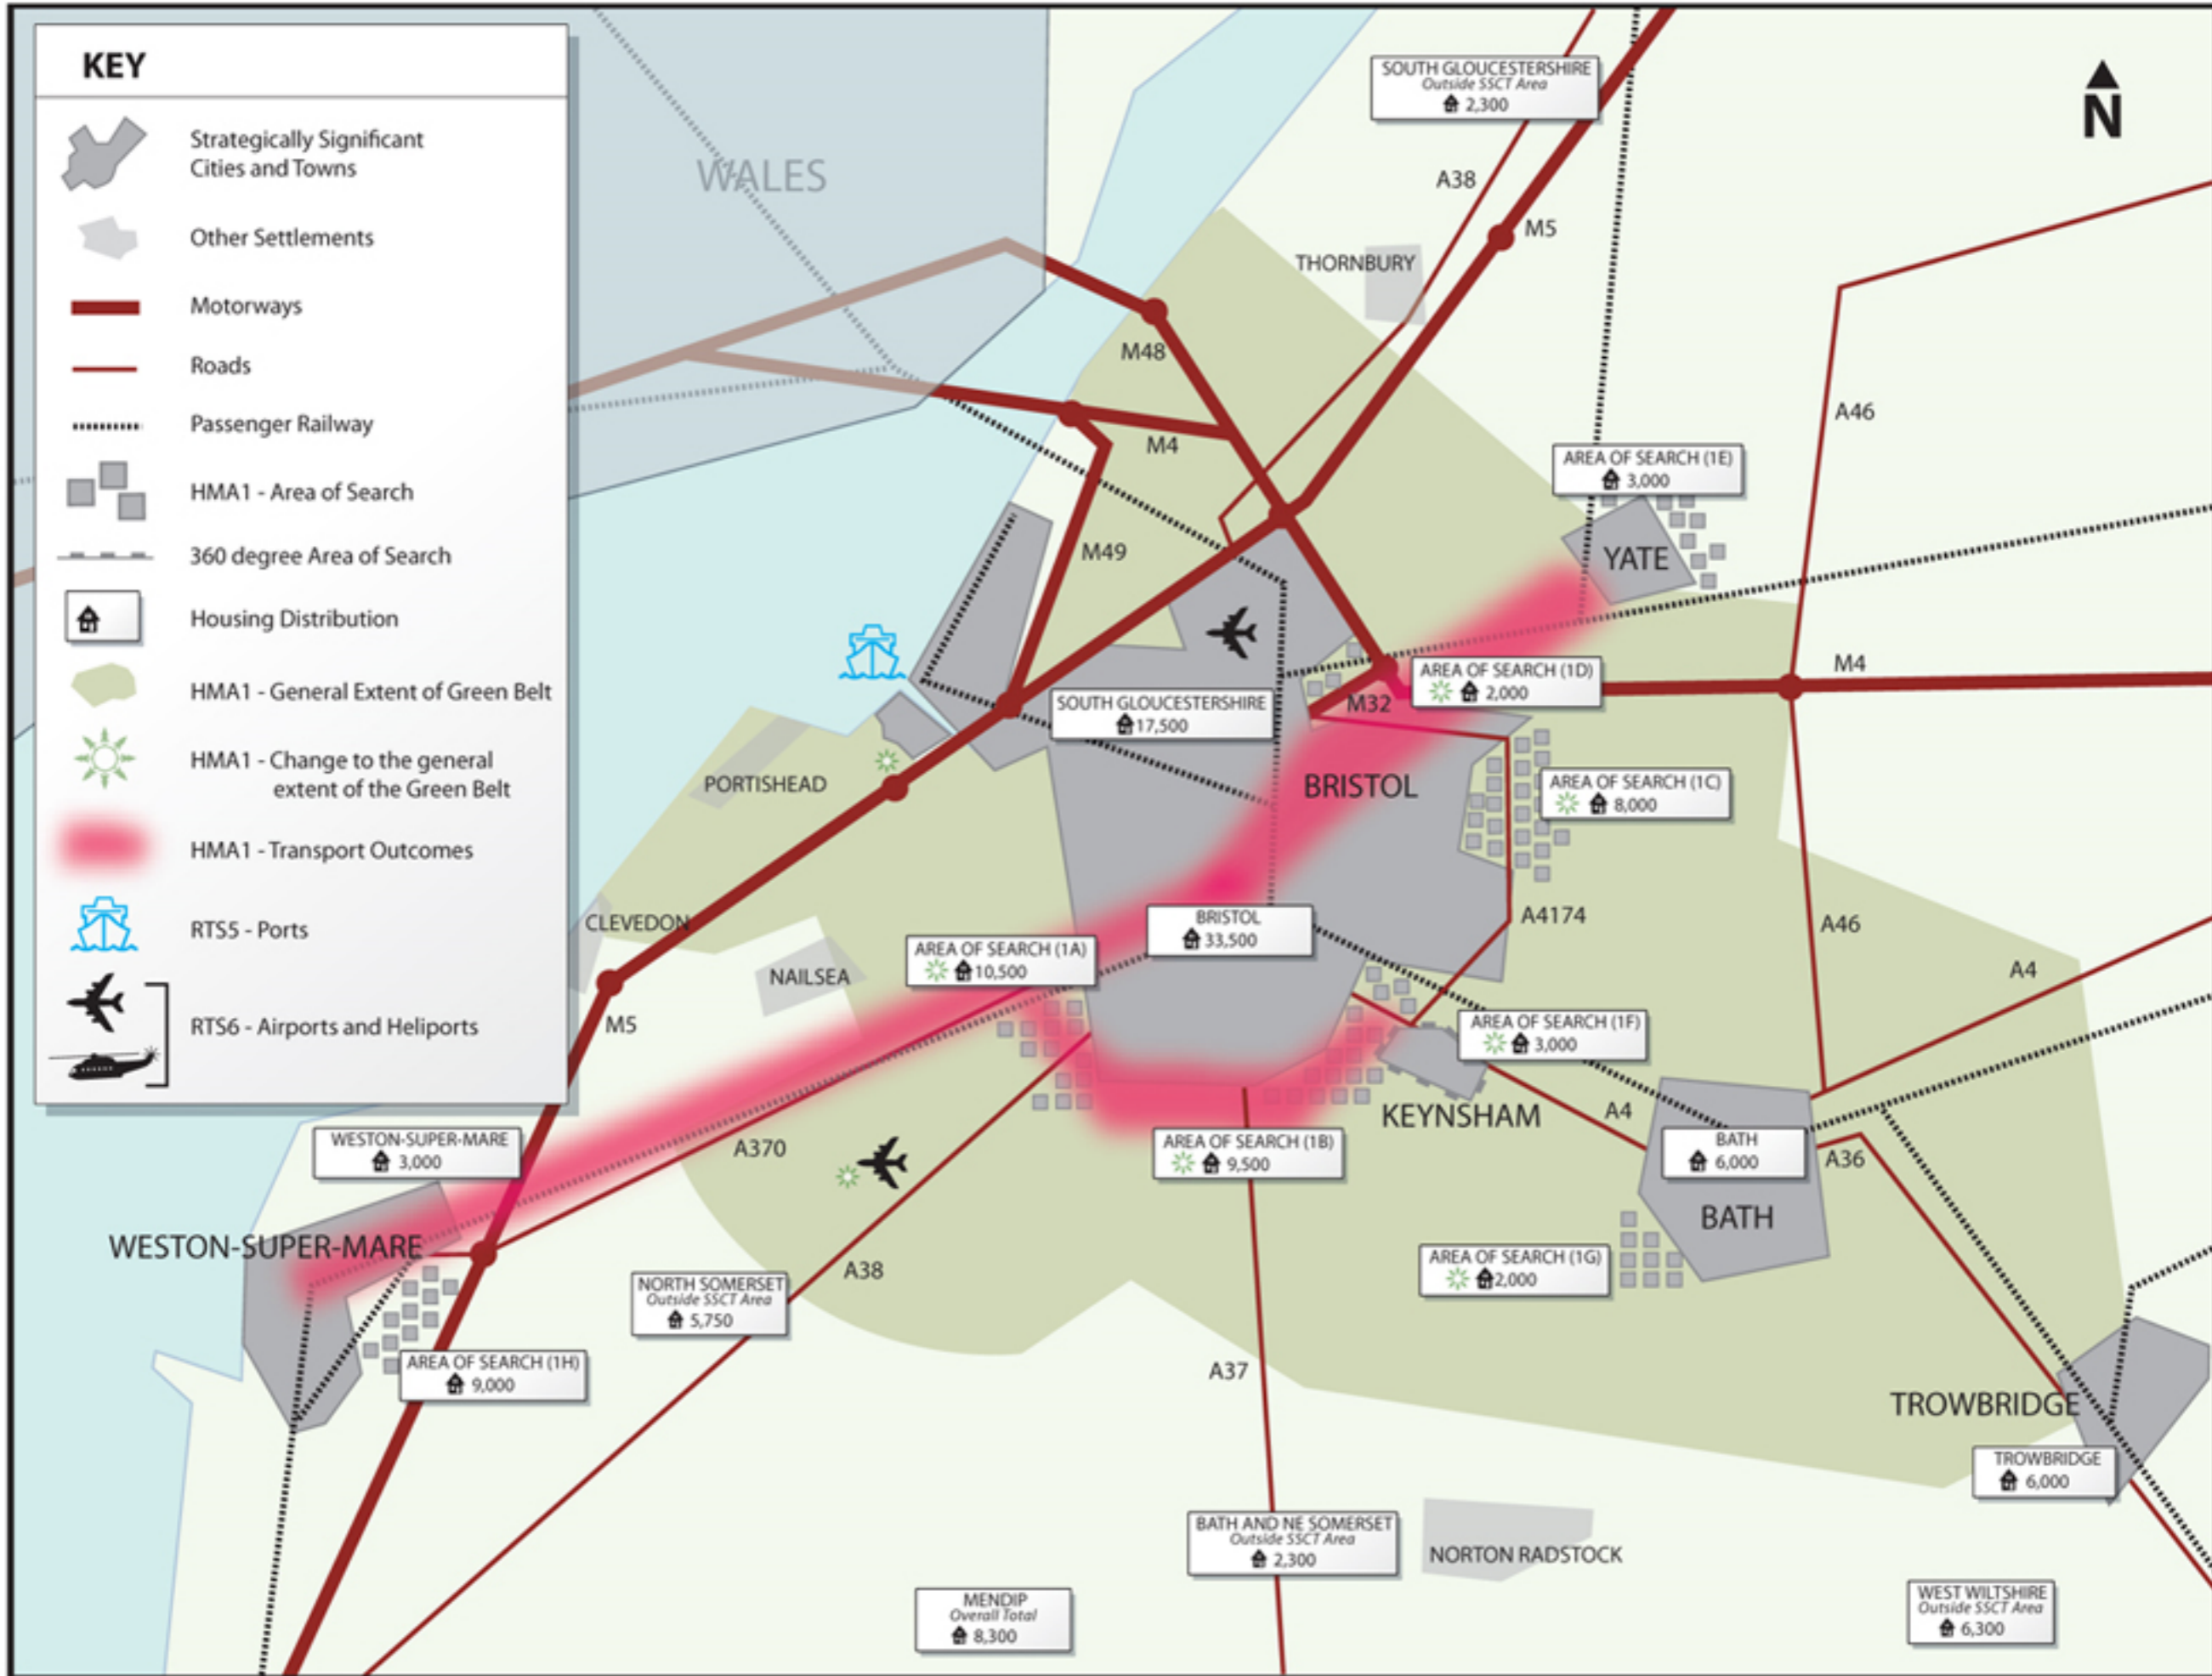 KEY
Strategically Significant
Cities and Towns
Other Settlements
Motorways
Roads
Passenger Railway
HMA1 - Area of Search
360 degree Area of Search
Housing Distribution
HMA1 - General Extent of Green Belt
HMA1 - Change to the general
extent of the Green Belt
HMA1 - Transport Outcomes
RTS5 - Ports
RTS6 - Airports and Heliports
WALES
SOUTH GLOUCESTERSHIRE
Outside SSCT Area
2,300
N
A38
M5
THORNBURY
M48
M4
A46
AREA OF SEARCH (1E)
3,000
M49
YATE
AREA OF SEARCH (1D)
2,000
M4
SOUTH GLOUCESTERSHIRE
17,500
M32
PORTISHEAD
BRISTOL
AREA OF SEARCH (1C)
8,000
CLEVEDON
BRISTOL
33,500
A4174
A46
AREA OF SEARCH (1A)
10,500
NAILSEA
A4
M5
AREA OF SEARCH (1F)
3,000
KEYNSHAM
A4
WESTON-SUPER-MARE
3,000
A370
AREA OF SEARCH (1B)
9,500
BATH
6,000
A36
BATH
WESTON-SUPER-MARE
A38
AREA OF SEARCH (1G)
2,000
NORTH SOMERSET
Outside SSCT Area
5,750
AREA OF SEARCH (1H)
9,000
A37
TROWBRIDGE
TROWBRIDGE
6,000
BATH AND NE SOMERSET
Outside SSCT Area
2,300
NORTON RADSTOCK
MENDIP
Overall Total
8,300
WEST WILTSHIRE
Outside SSCT Area
6,300